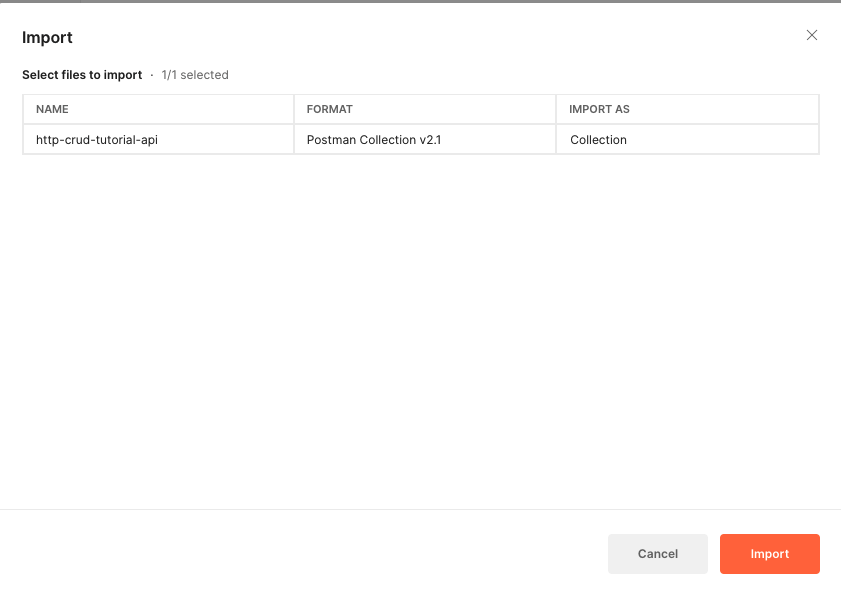 Import
Select files to import · 1/1 selected
NAME FORMAT IMPORT AS
http-crud-tutorial-api Postman Collection v2.1 Collection
Cancel Import